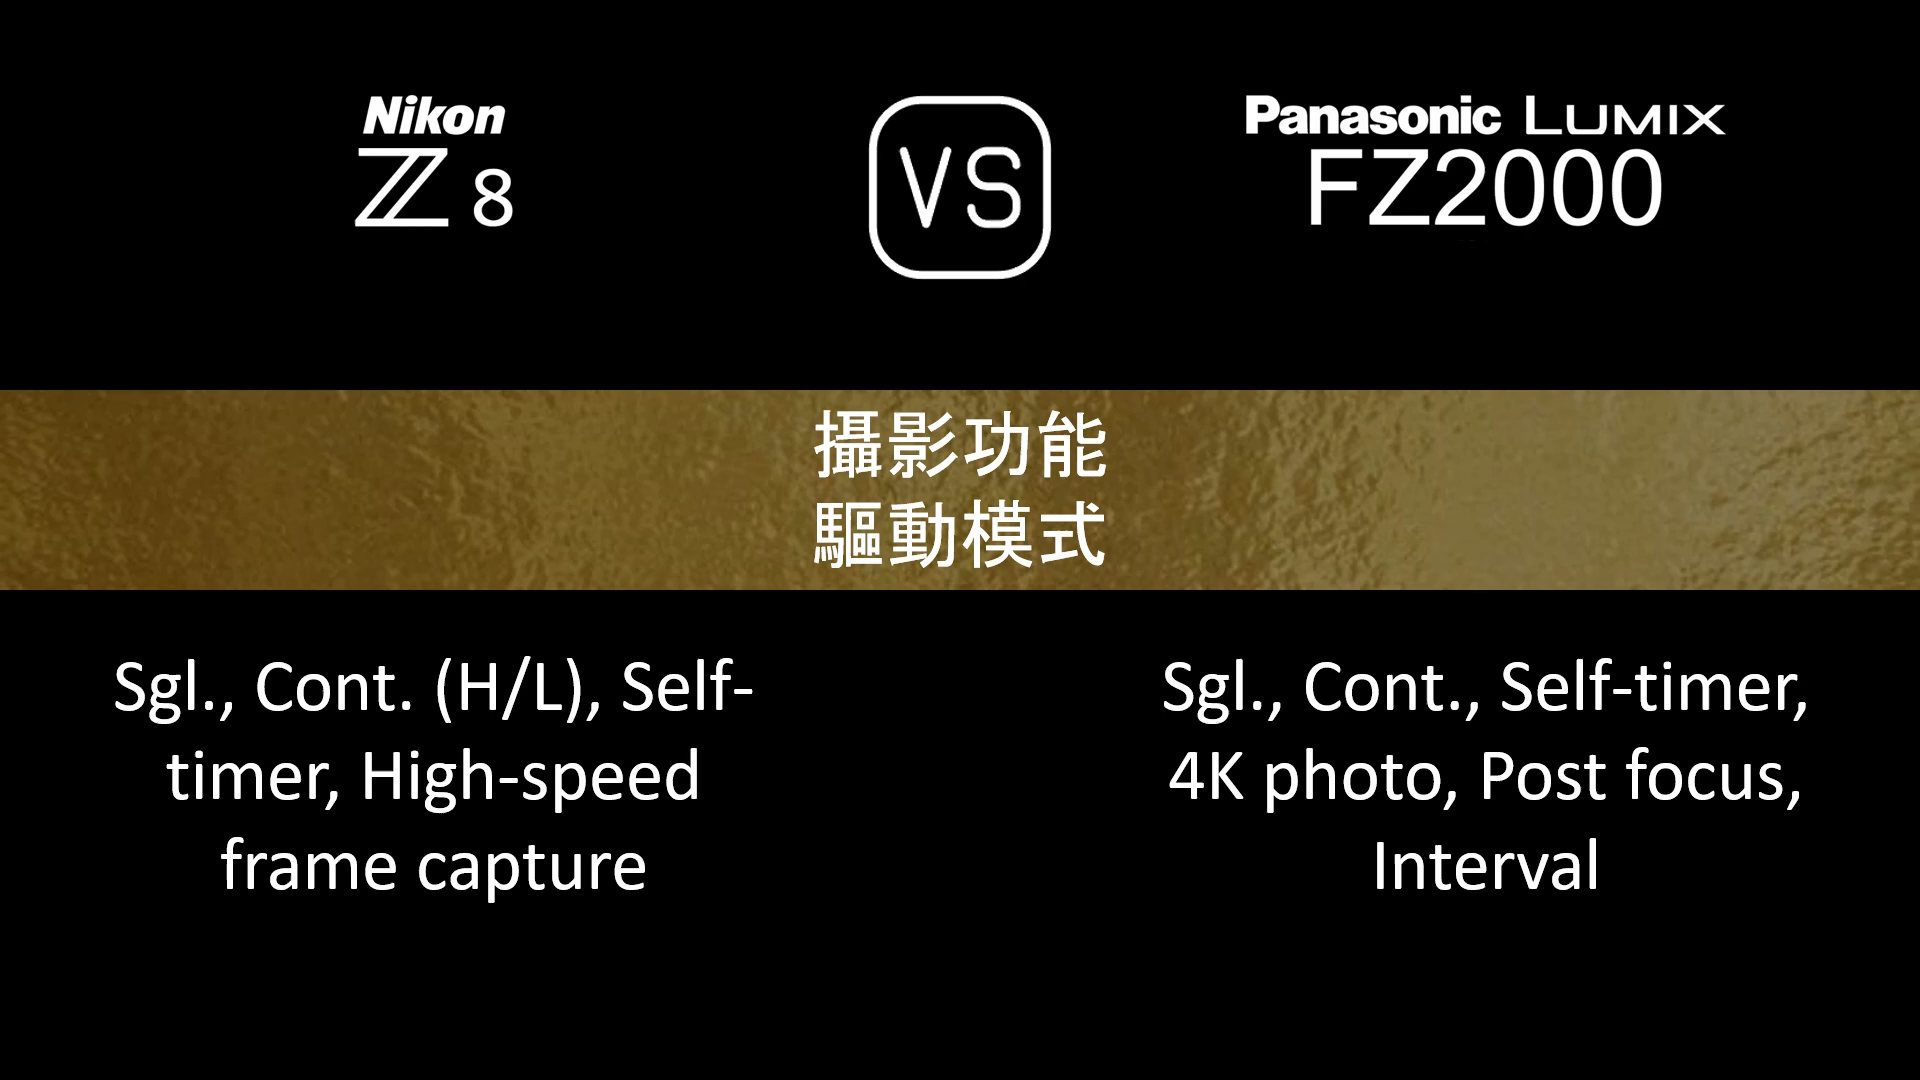 Nikon
Z 8
VS
Panasonic LUMIX
FZ2000
攝影功能
驅動模式
Sgl., Cont. (H/L), Self-
timer, High-speed
frame capture
Sgl., Cont., Self-timer,
4K photo, Post focus,
Interval